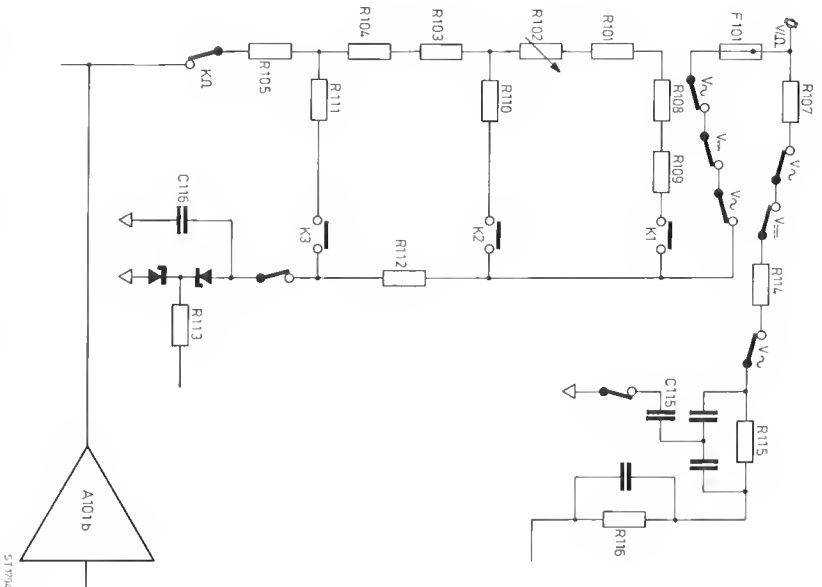 V/Ω
F101
R107
R101
R102
R103
R104
R105
KΩ
R108
R109
R110
R111
V~
V⎓
V~
V~
V⎓
R114
V~
K1
K2
K3
R112
C116
R113
C115
R115
R116
A101b